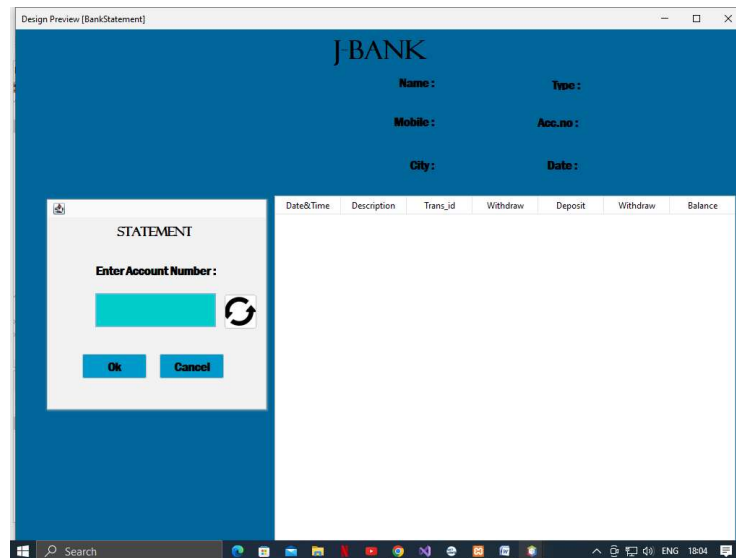 Design Preview [BankStatement]
J-BANK
Name : Type :
Mobile : Acc.no :
City : Date :
Date&Time Description Trans_id Withdraw Deposit Withdraw Balance
STATEMENT
Enter Account Number :
Ok Cancel
Search
ENG 18:04